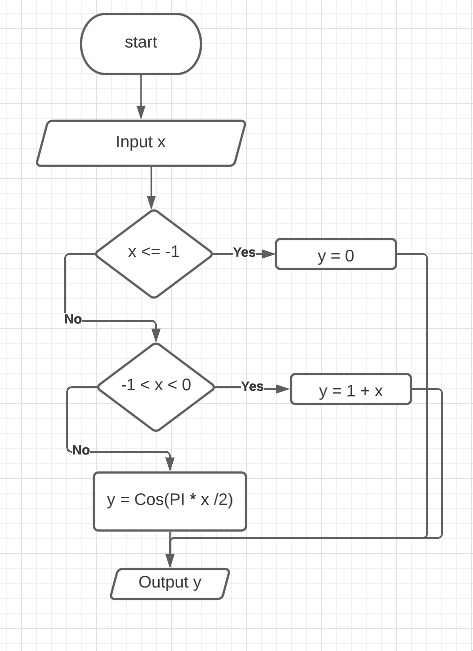 start
Input x
x <= -1
Yes
y = 0
No
-1 < x < 0
Yes
y = 1 + x
No
y = Cos(PI * x /2)
Output y